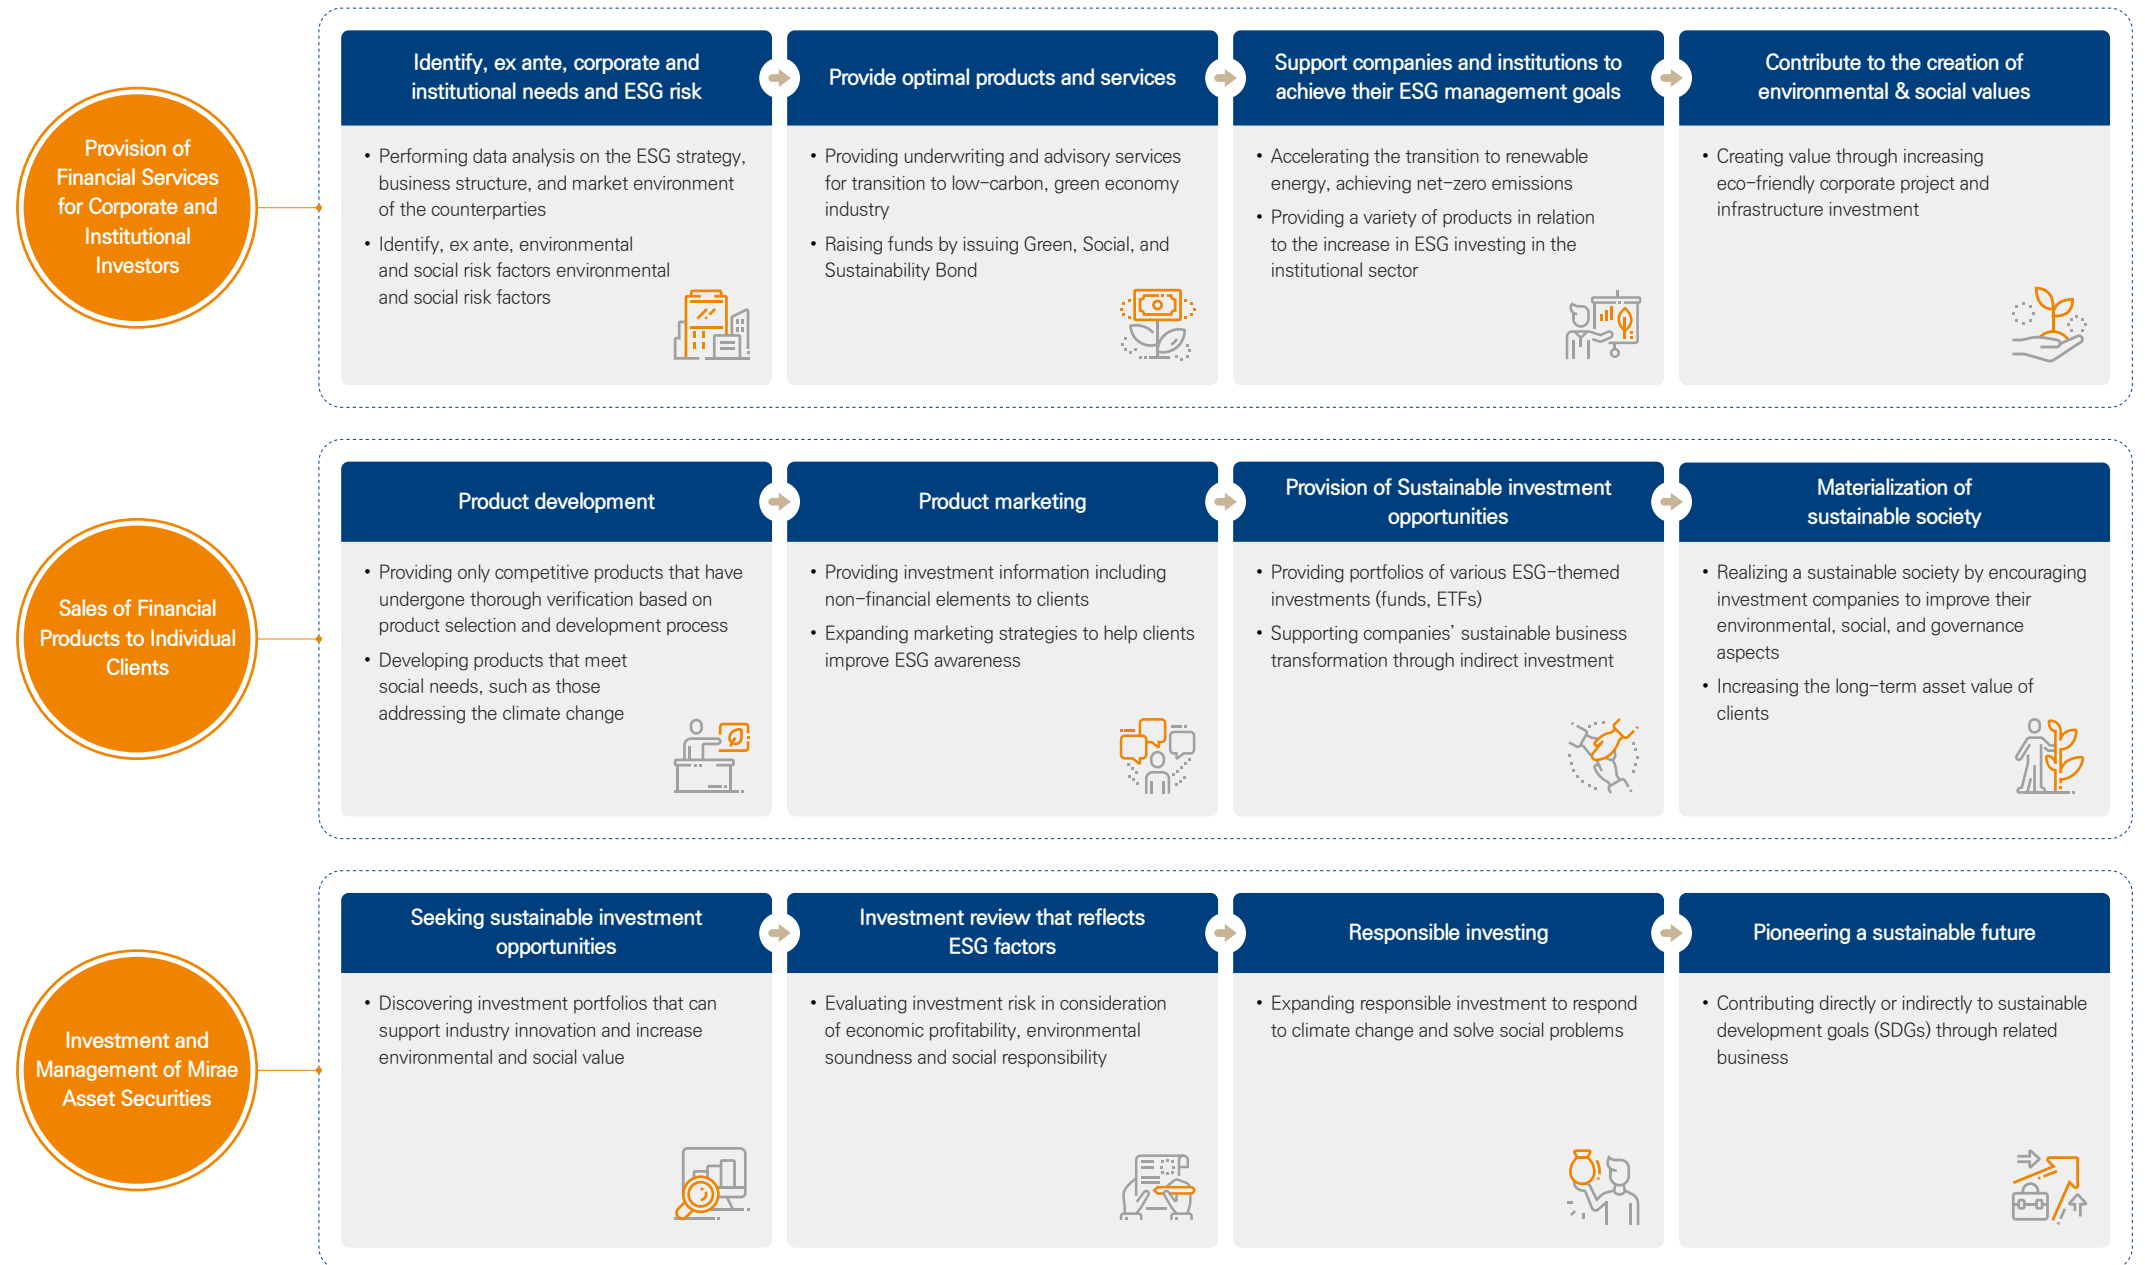 Provision of
Financial Services
for Corporate and
Institutional
Investors
Identify, ex ante, corporate and
institutional needs and ESG risk
• Performing data analysis on the ESG strategy,
business structure, and market environment
of the counterparties
• Identify, ex ante, environmental
and social risk factors environmental
and social risk factors
Provide optimal products and services
• Providing underwriting and advisory services
for transition to low-carbon, green economy
industry
• Raising funds by issuing Green, Social, and
Sustainability Bond
Support companies and institutions to
achieve their ESG management goals
• Accelerating the transition to renewable
energy, achieving net-zero emissions
• Providing a variety of products in relation
to the increase in ESG investing in the
institutional sector
Contribute to the creation of
environmental & social values
• Creating value through increasing
eco-friendly corporate project and
infrastructure investment
Sales of Financial
Products to Individual
Clients
Product development
• Providing only competitive products that have
undergone thorough verification based on
product selection and development process
• Developing products that meet
social needs, such as those
addressing the climate change
Product marketing
• Providing investment information including
non-financial elements to clients
• Expanding marketing strategies to help clients
improve ESG awareness
Provision of Sustainable investment
opportunities
• Providing portfolios of various ESG-themed
investments (funds, ETFs)
• Supporting companies' sustainable business
transformation through indirect investment
Materialization of
sustainable society
• Realizing a sustainable society by encouraging
investment companies to improve their
environmental, social, and governance
aspects
• Increasing the long-term asset value of
clients
Investment and
Management of Mirae
Asset Securities
Seeking sustainable investment
opportunities
• Discovering investment portfolios that can
support industry innovation and increase
environmental and social value
Investment review that reflects
ESG factors
• Evaluating investment risk in consideration
of economic profitability, environmental
soundness and social responsibility
Responsible investing
• Expanding responsible investment to respond
to climate change and solve social problems
Pioneering a sustainable future
• Contributing directly or indirectly to sustainable
development goals (SDGs) through related
business